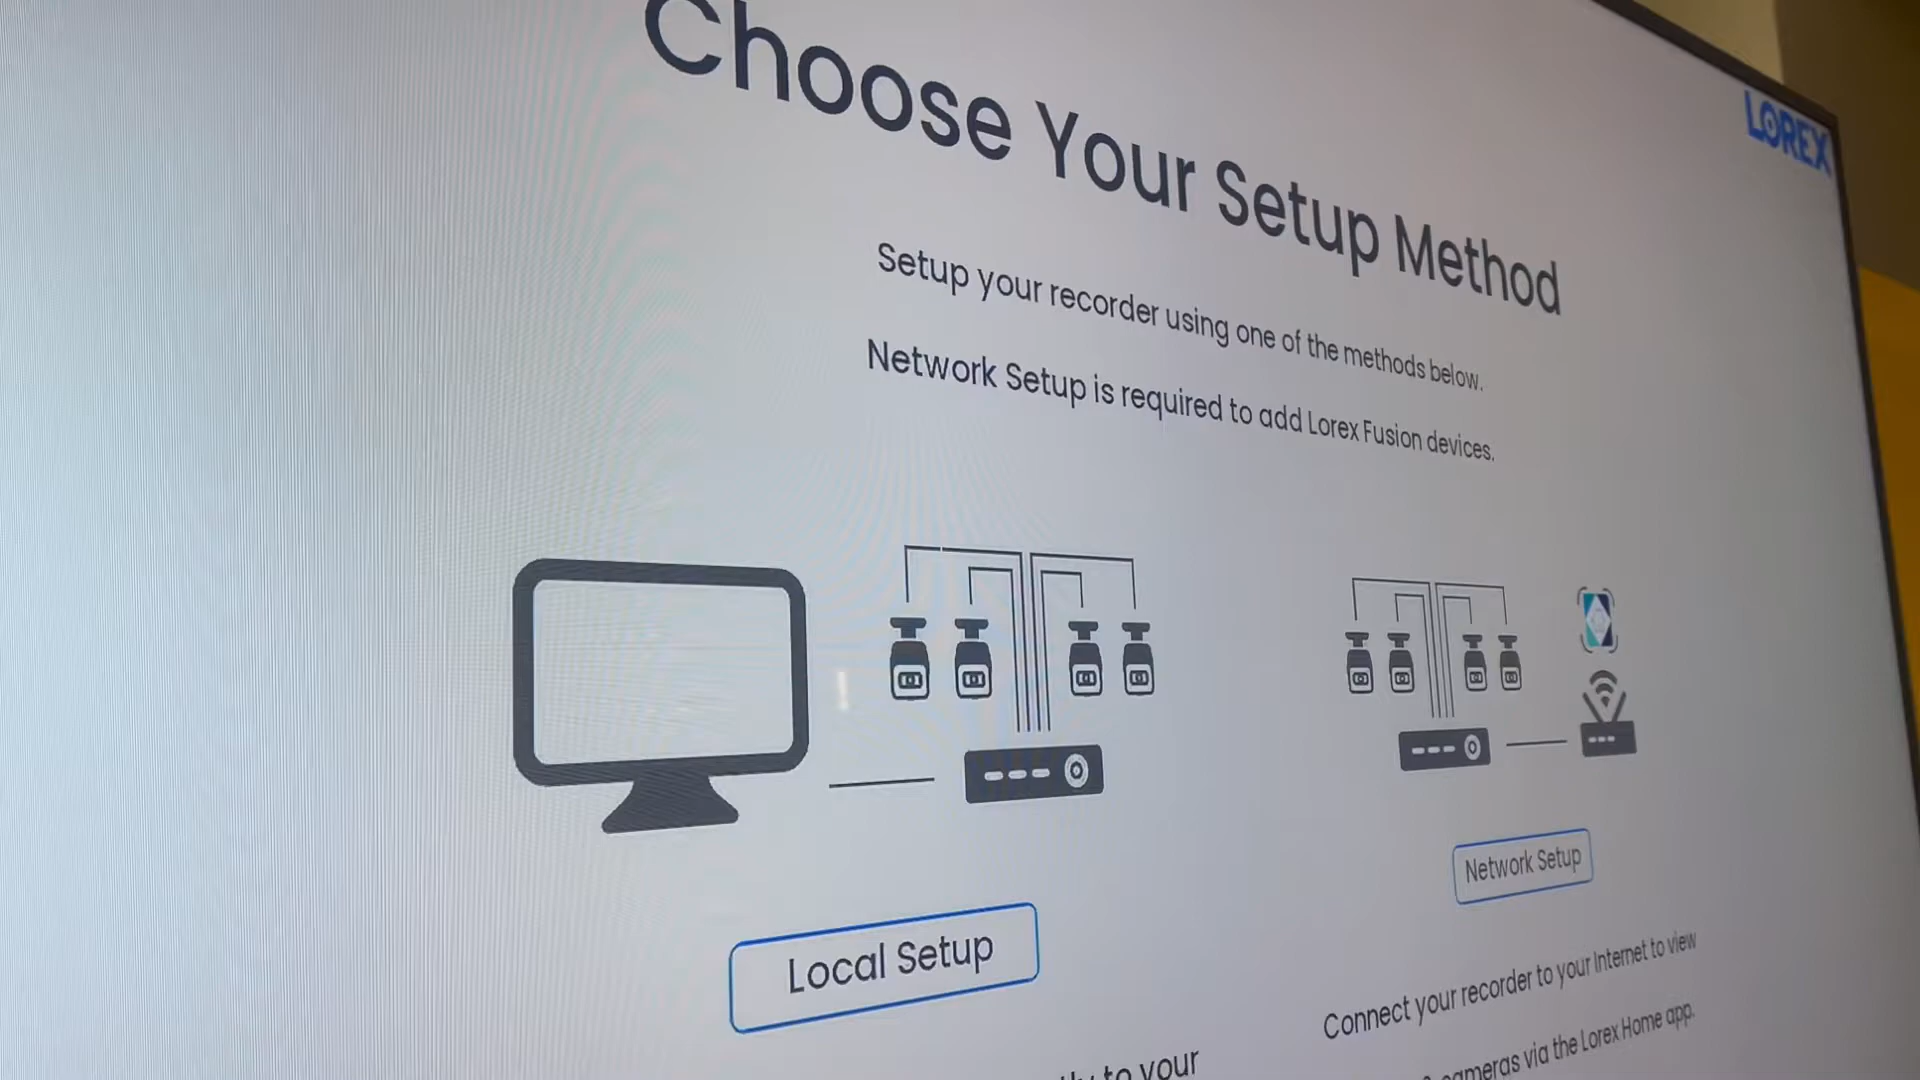 Choose Your Setup Method
LOREX
Setup your recorder using one of the methods below.
Network Setup is required to add Lorex Fusion devices.
Local Setup
to your
Network Setup
Connect your recorder to your Internet to view
cameras via the Lorex Home app.